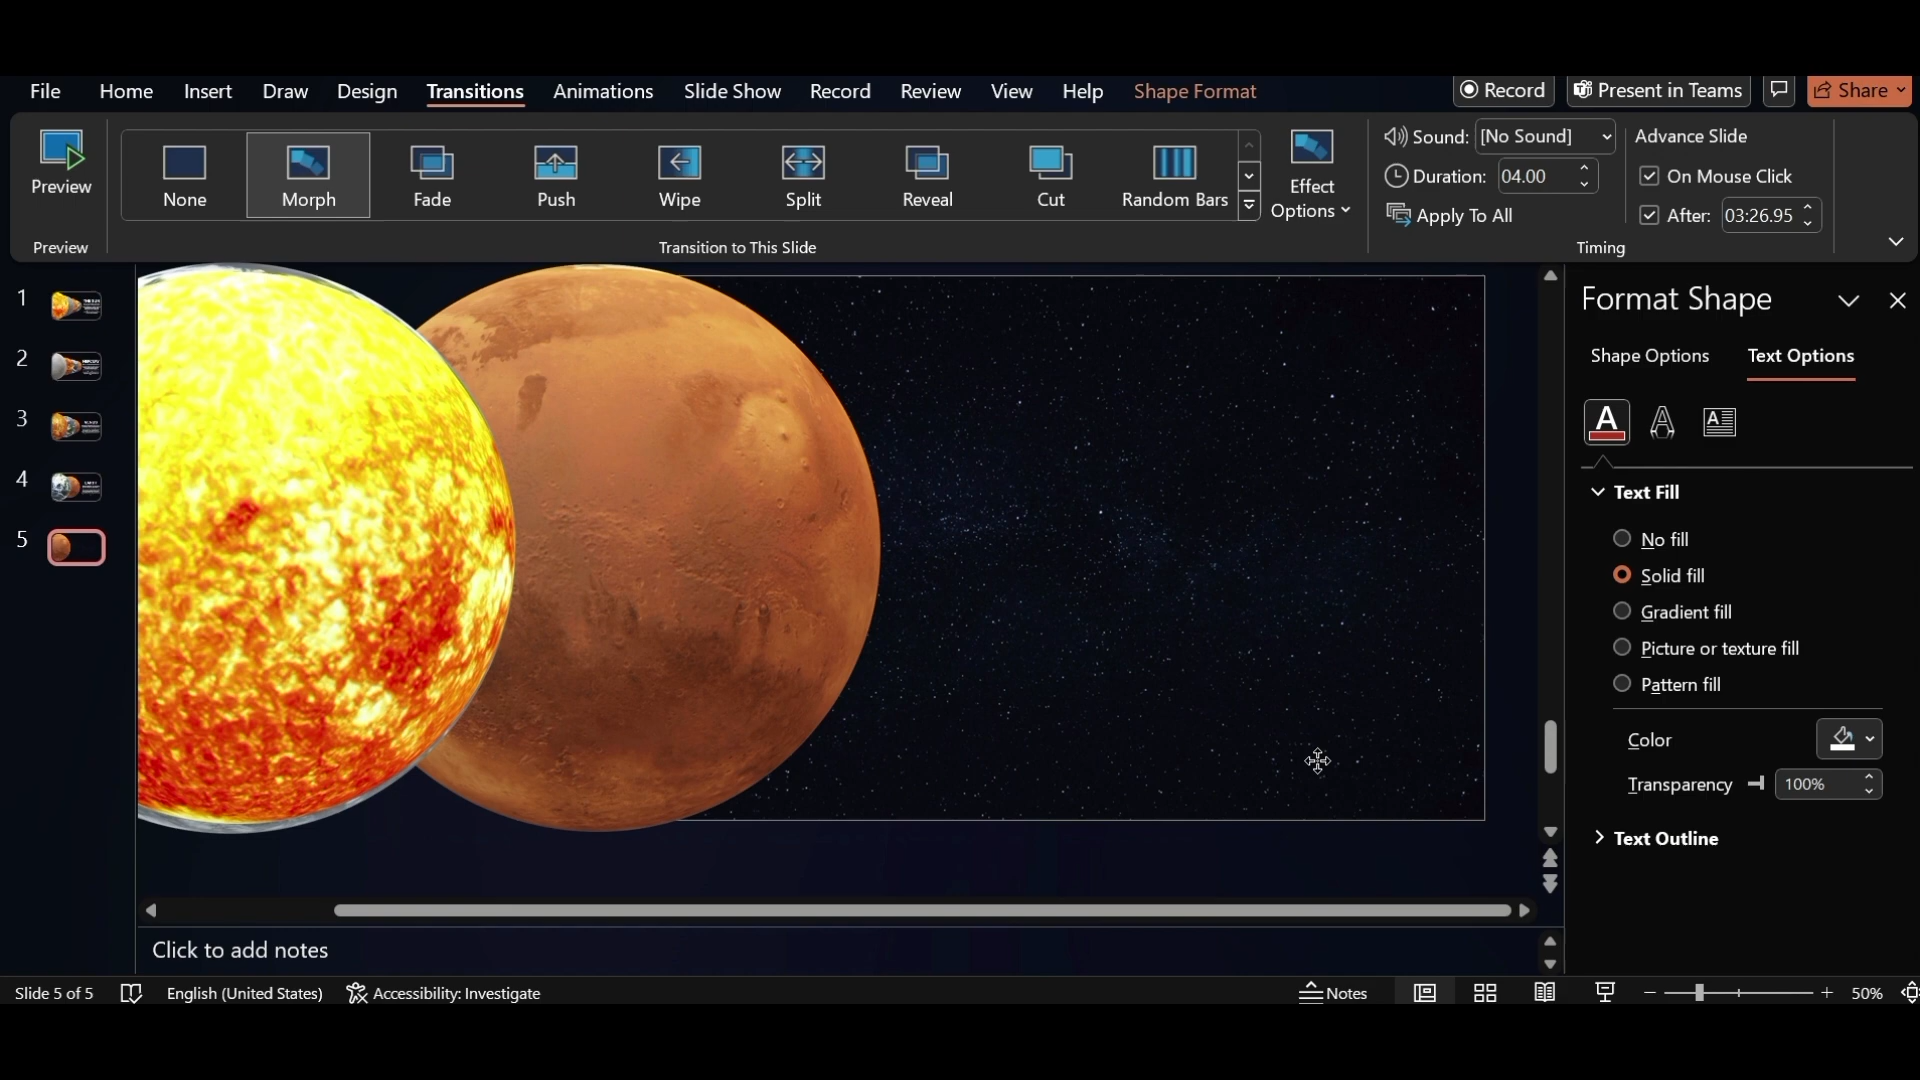 File Home Insert Draw Design Transitions Animations Slide Show Record Review View Help Shape Format Record Present in Teams Share
Preview None Morph Fade Push Wipe Split Reveal Cut Random Bars Effect Options
Sound: [No Sound] Advance Slide
Duration: 04.00 On Mouse Click
Apply To All After: 03:26.95
Preview Transition to This Slide Timing
1
2
3
4
5
Format Shape
Shape Options Text Options
A A A
Text Fill
No fill
Solid fill
Gradient fill
Picture or texture fill
Pattern fill
Color
Transparency 100%
Text Outline
Click to add notes
Slide 5 of 5 English (United States) Accessibility: Investigate Notes 50%